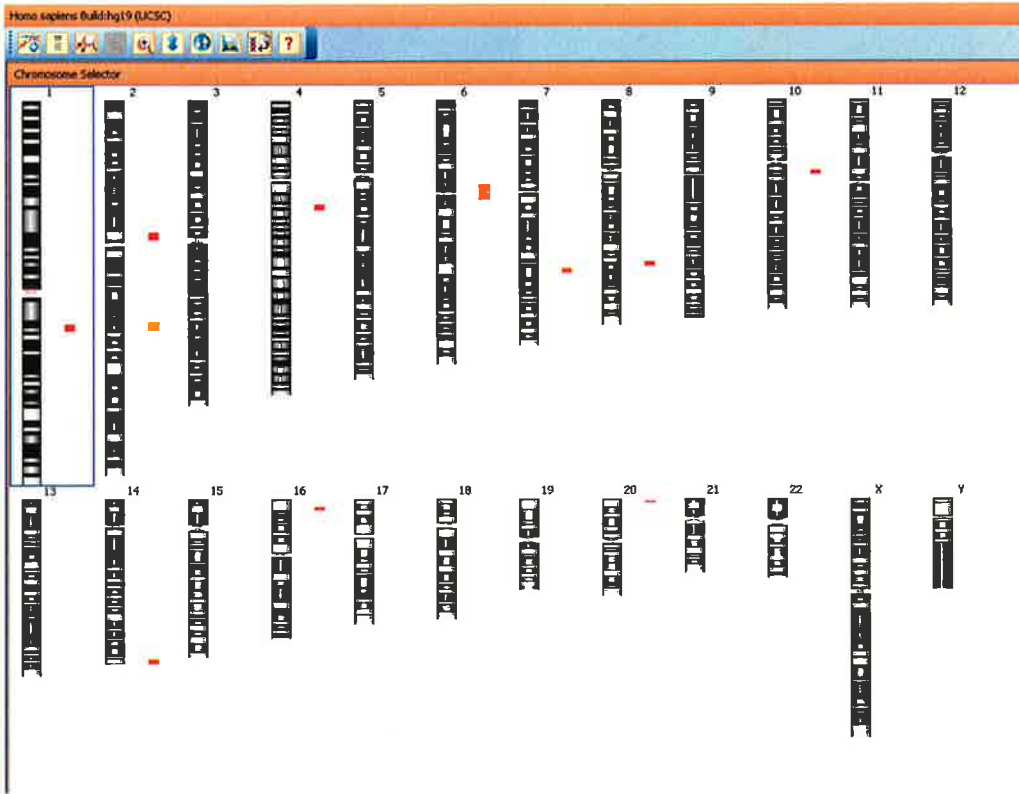 Homo sapiens Build:hg19 (UCSC)
?
Chromosome Selector
1 2 3 4 5 6 7 8 9 10 11 12
13 14 15 16 17 18 19 20 21 22 X Y